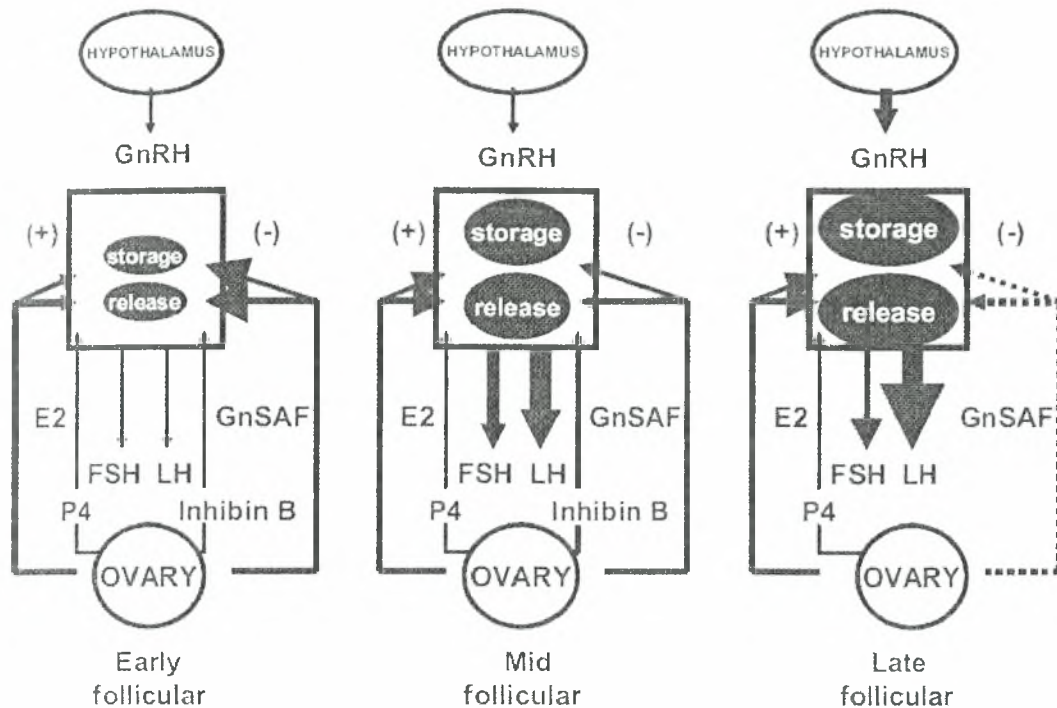 HYPOTHALAMUS
GnRH
(+)
(-)
storage
release
E2
GnSAF
FSH LH
P4
Inhibin B
OVARY
Early
follicular
HYPOTHALAMUS
GnRH
(+)
(-)
storage
release
E2
GnSAF
FSH LH
P4
Inhibin B
OVARY
Mid
follicular
HYPOTHALAMUS
GnRH
(+)
(-)
storage
release
E2
GnSAF
FSH LH
P4
OVARY
Late
follicular